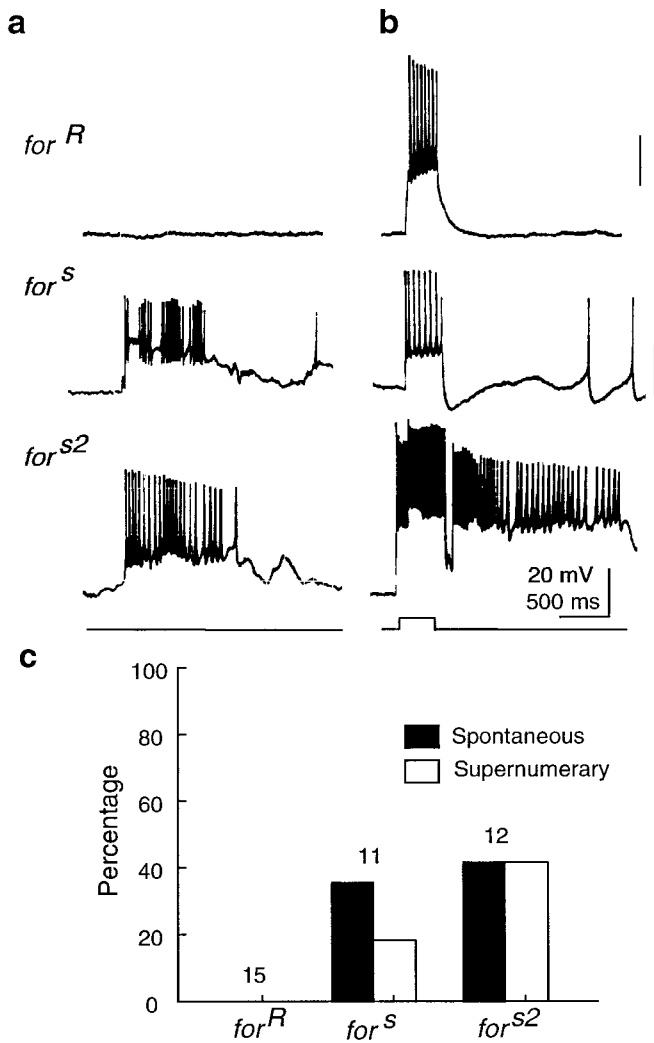 a
b
for R
for s
for s2
20 mV
500 ms
c
100
80
60
40
20
0
Percentage
Spontaneous
Supernumerary
15
11
12
for R
for s
for s2